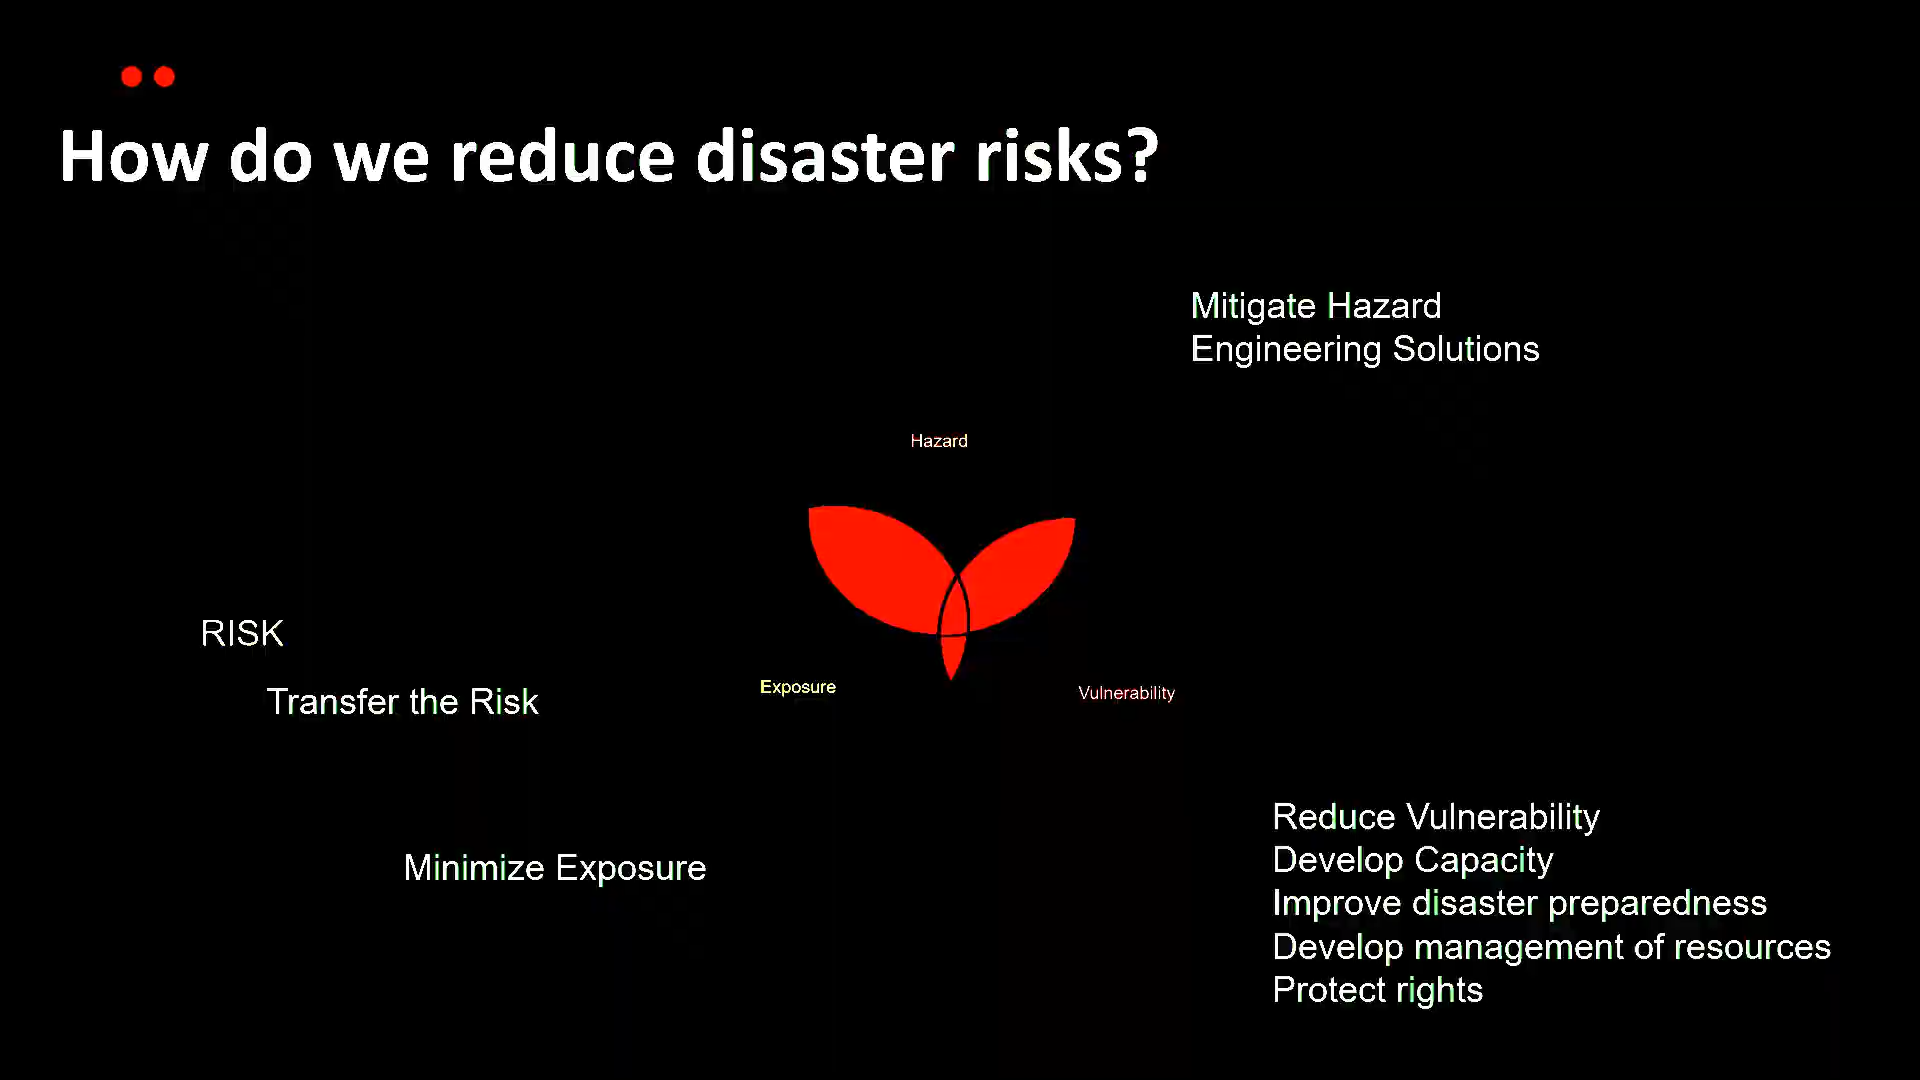 How do we reduce disaster risks?
Mitigate Hazard
Engineering Solutions
Hazard
RISK
Transfer the Risk
Exposure
Vulnerability
Minimize Exposure
Reduce Vulnerability
Develop Capacity
Improve disaster preparedness
Develop management of resources
Protect rights